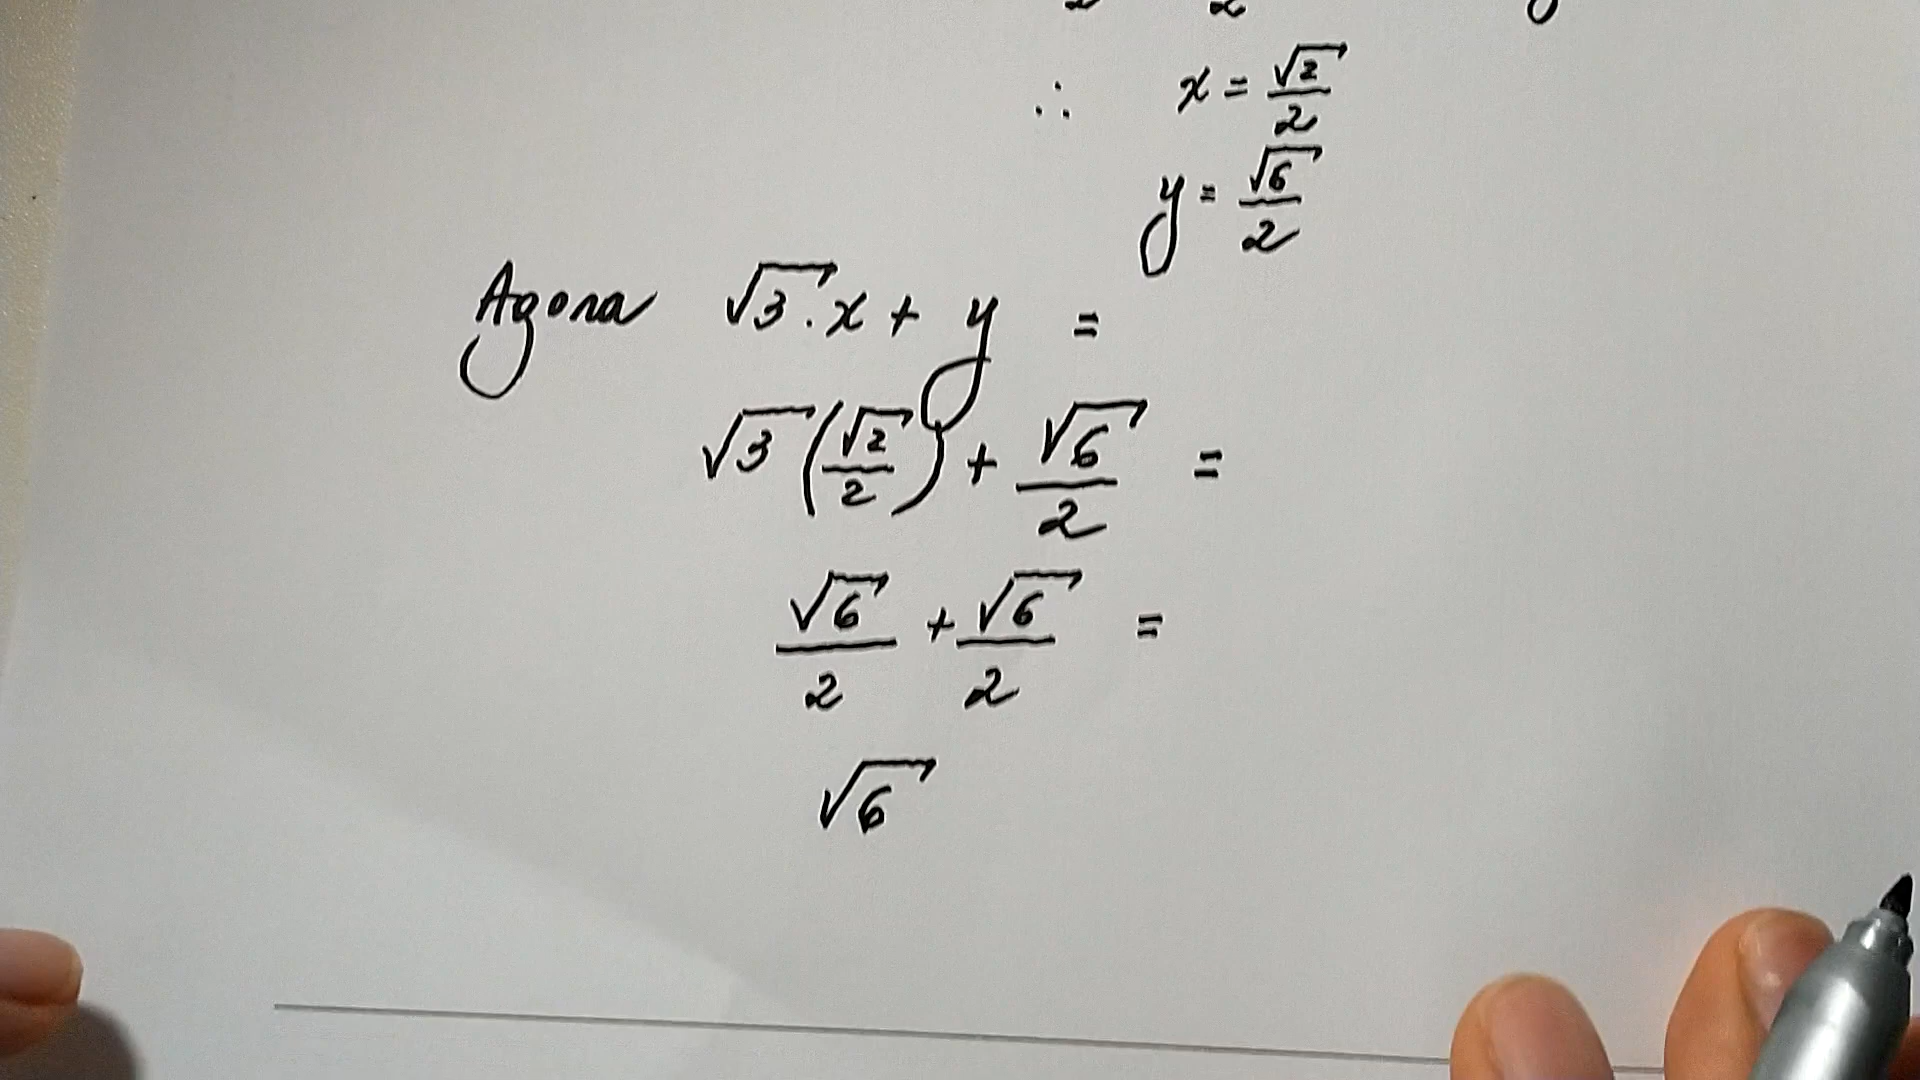 ∴ x = √2/2
y = √6/2
Agora √3 . x + y =
√3 (√2/2) + √6/2 =
√6/2 + √6/2 =
√6